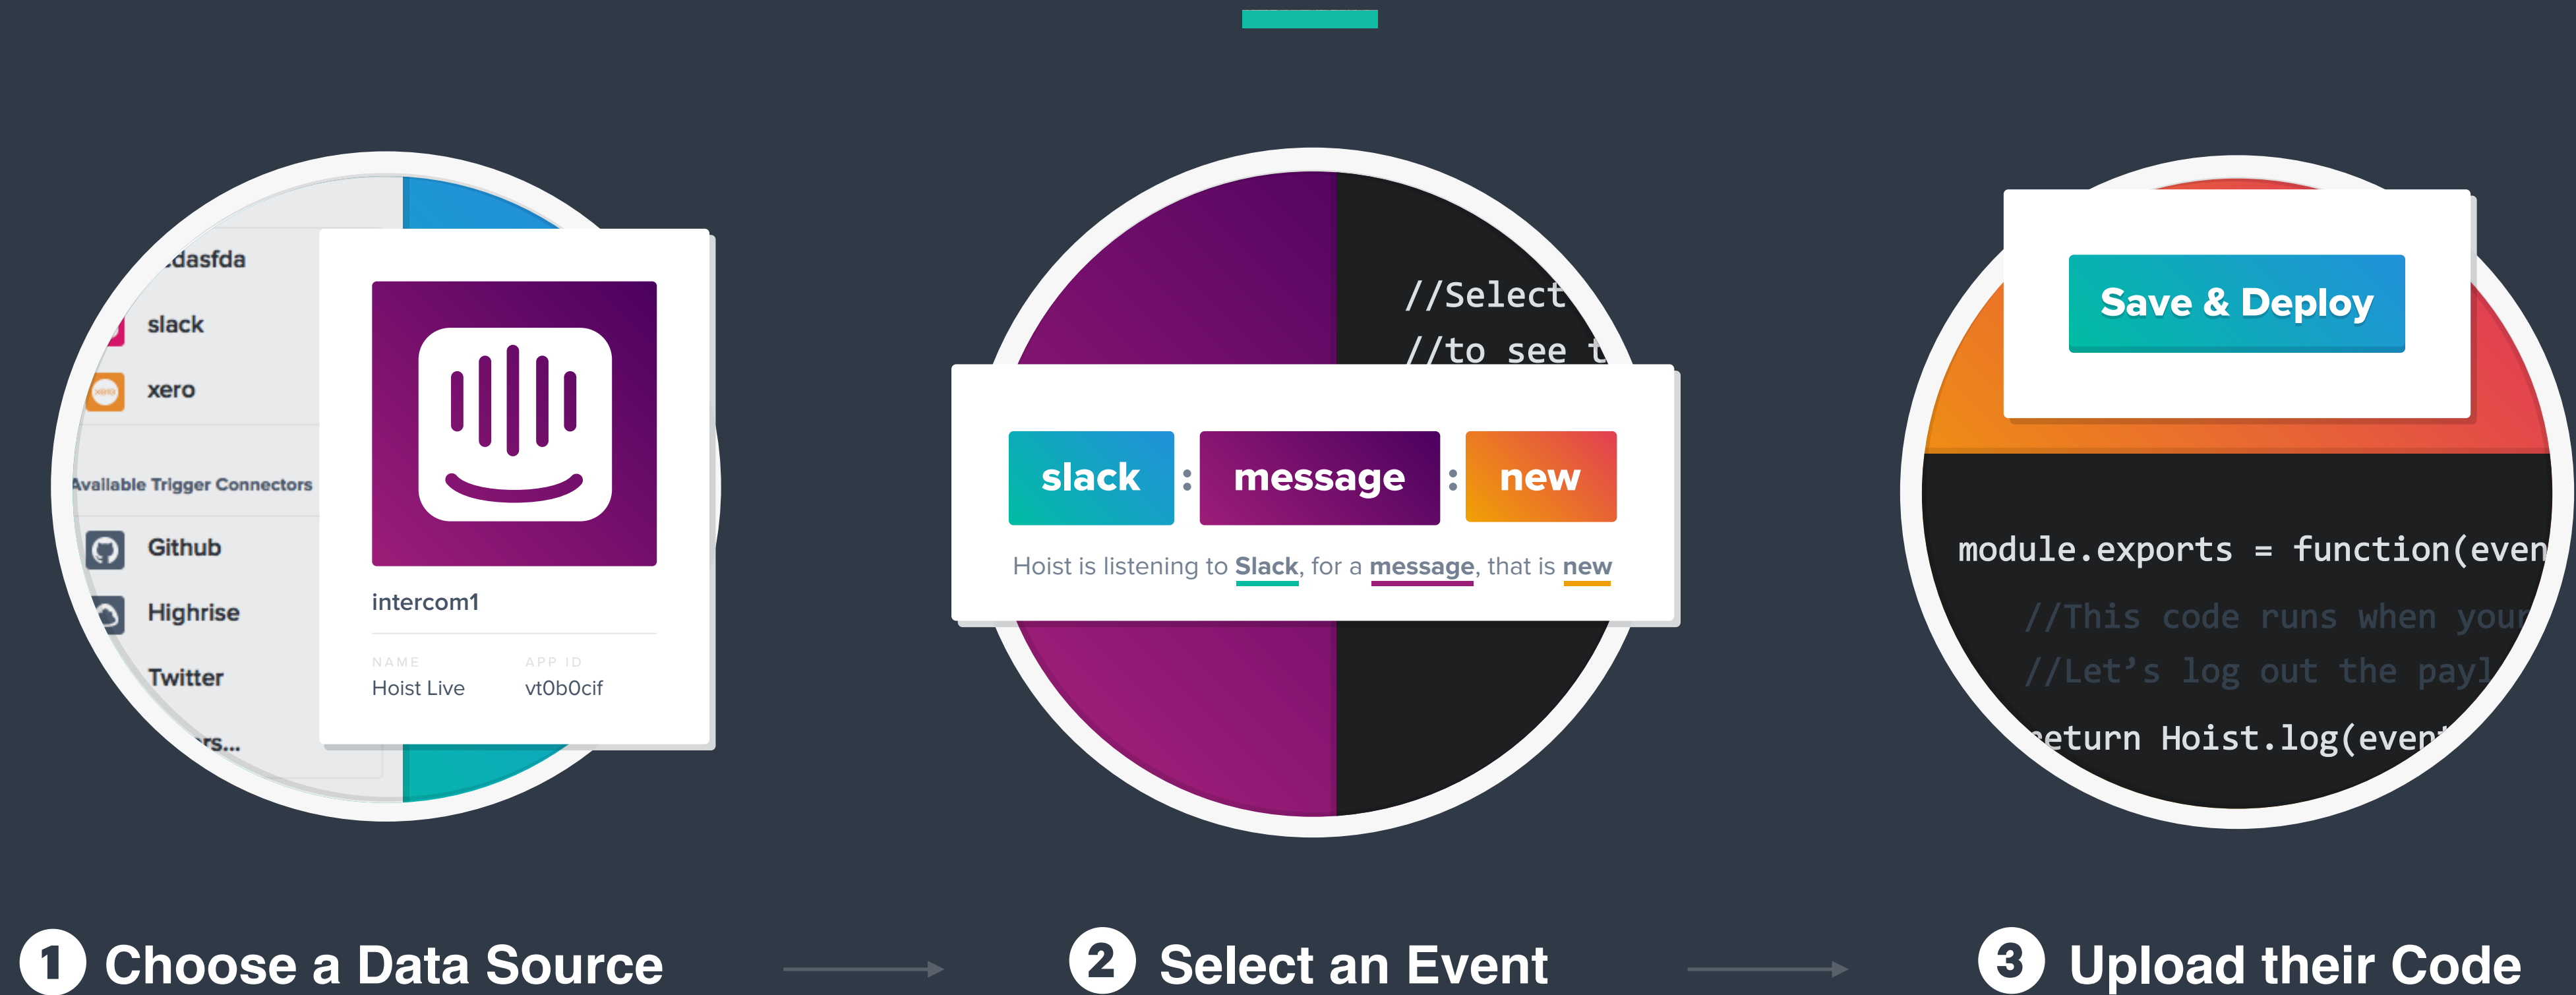 slack
xero
Available Trigger Connectors
Github
Highrise
Twitter
intercom1
NAME APP ID
Hoist Live vt0b0cif
//Select
//to see
slack : message : new
Hoist is listening to Slack, for a message, that is new
Save & Deploy
module.exports = function(even
//This code runs when your
//Let’s log out the payl
return Hoist.log(event
1 Choose a Data Source
2 Select an Event
3 Upload their Code